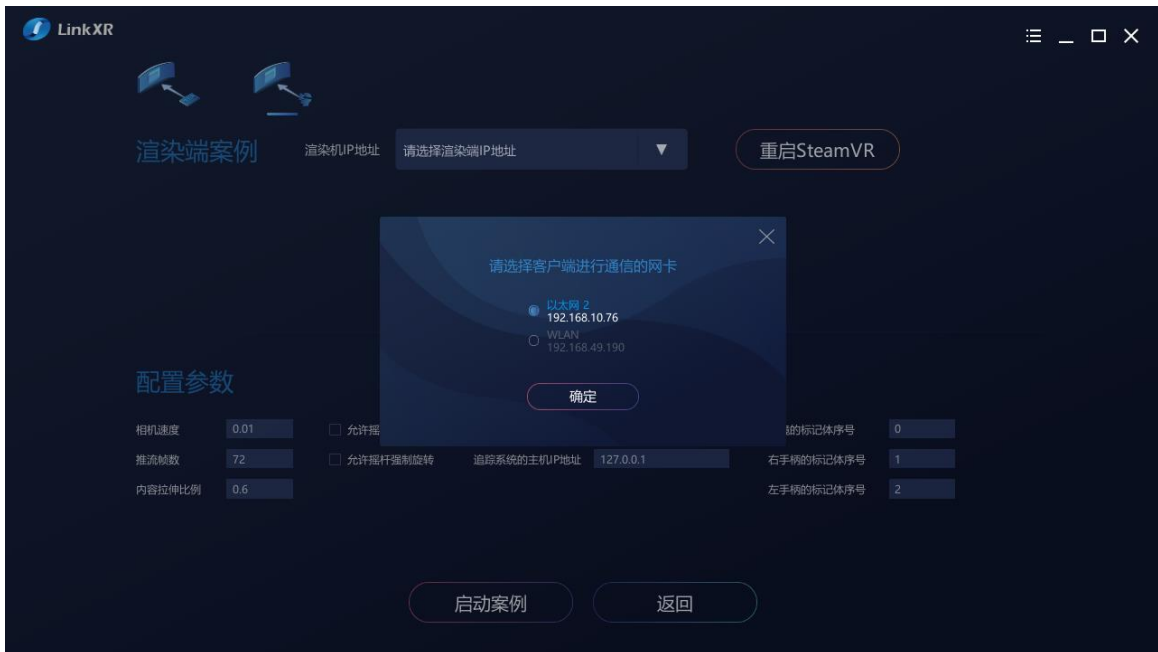 LinkXR
渲染端案例
渲染机IP地址
请选择渲染端IP地址
重启SteamVR
请选择客户端进行通信的网卡
以太网 2
192.168.10.76
WLAN
192.168.49.190
确定
配置参数
相机速度 0.01 允许摇 的标记体序号 0
推流帧数 72 允许摇杆强制旋转 追踪系统的主机IP地址 127.0.0.1 右手柄的标记体序号 1
内容拉伸比例 0.6 左手柄的标记体序号 2
启动案例 返回